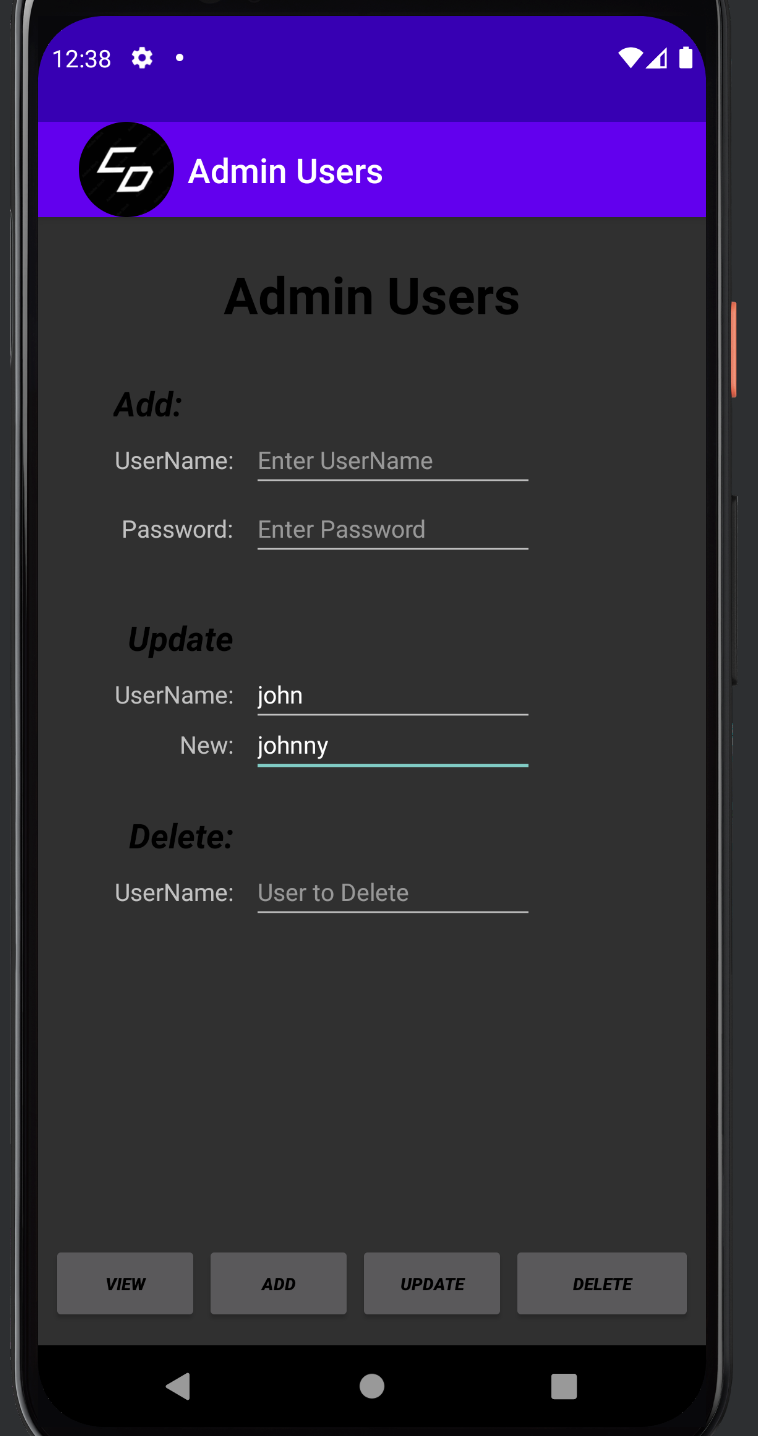 12:38
CD
Admin Users
Admin Users
Add:
UserName: Enter UserName
Password: Enter Password
Update
UserName: john
New: johnny
Delete:
UserName: User to Delete
VIEW ADD UPDATE DELETE